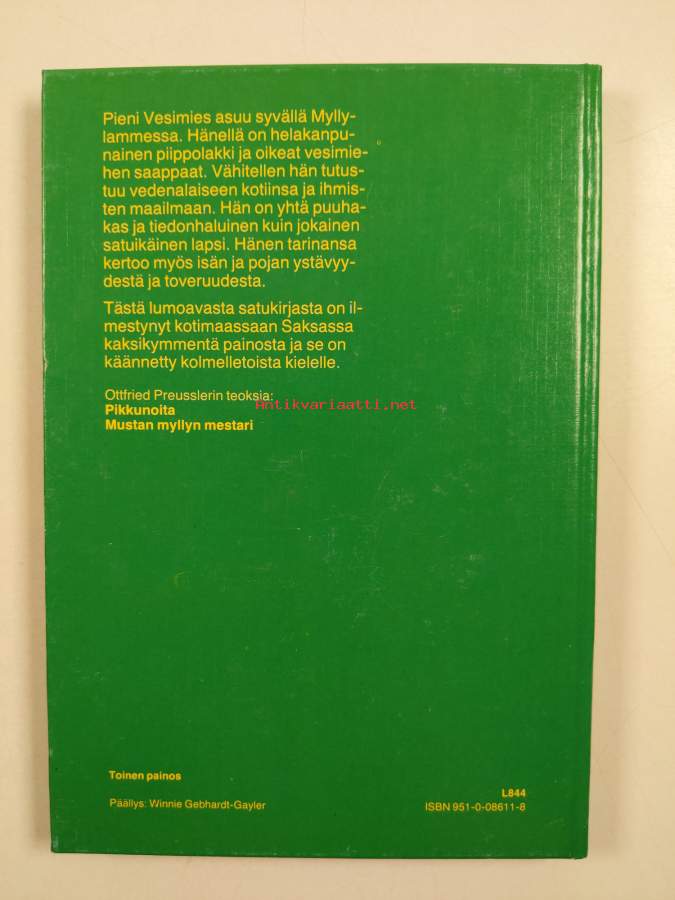 Pieni Vesimies asuu syvällä Mylly-
lammessa. Hänellä on helakanpu-
nainen piippolakki ja oikeat vesimie-
hen saappaat. Vähitellen hän tutus-
tuu vedenalaiseen kotiinsa ja ihmis-
ten maailmaan. Hän on yhtä puuha-
kas ja tiedonhaluinen kuin jokainen
satuikäinen lapsi. Hänen tarinansa
kertoo myös isän ja pojan ystävyy-
destä ja toveruudesta.
Tästä lumoavasta satukirjasta on il-
mestynyt kotimaassaan Saksassa
kaksikymmentä painosta ja se on
käännetty kolmelletoista kielelle.
Ottfried Preusslerin teoksia:
Antikvariaatti.net
Pikkunoita
Mustan myllyn mestari
Toinen painos
L844
Päällys: Winnie Gebhardt-Gayler
ISBN 951-0-08611-8